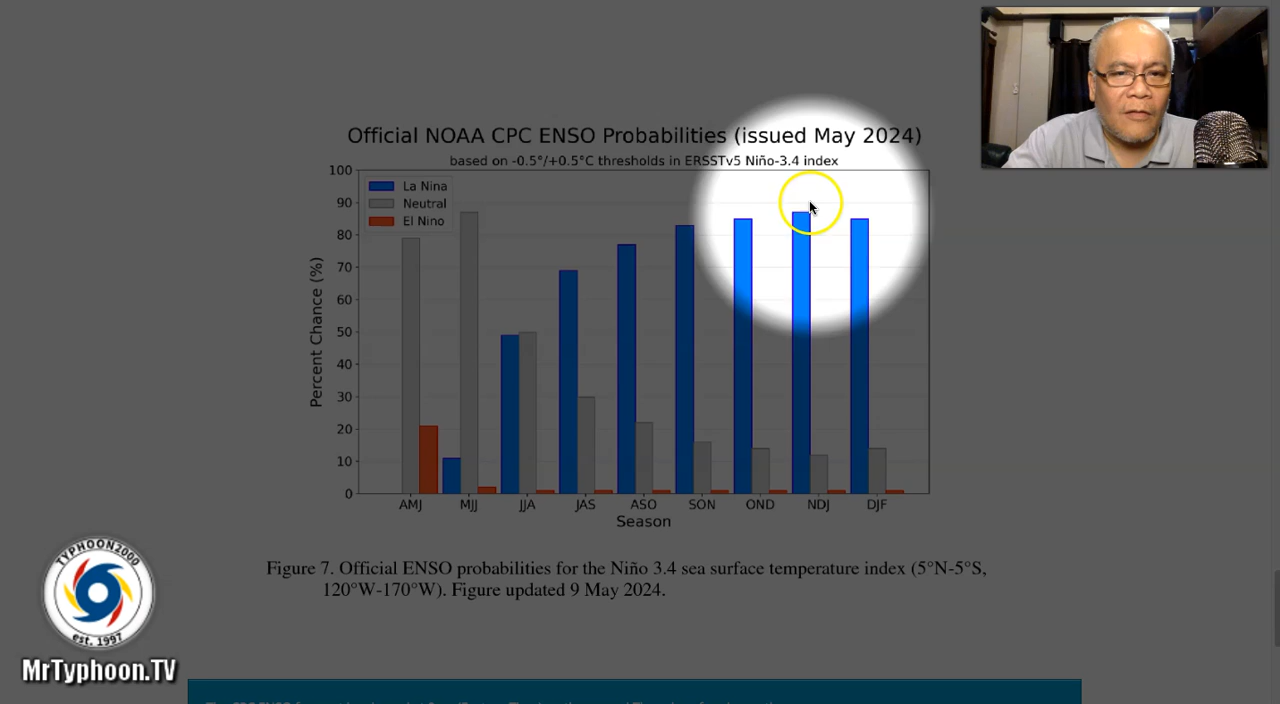 Official NOAA CPC ENSO Probabilities (issued May 2024)
based on -0.5°/+0.5°C thresholds in ERSSTv5 Niño-3.4 index
La Nina
Neutral
El Nino
Percent Chance (%)
100
90
80
70
60
50
40
30
20
10
0
AMJ MJJ JJA JAS ASO SON OND NDJ DJF
Season
Figure 7. Official ENSO probabilities for the Niño 3.4 sea surface temperature index (5°N-5°S,
120°W-170°W). Figure updated 9 May 2024.
TYPHOON2000
est. 1997
MrTyphoon.TV